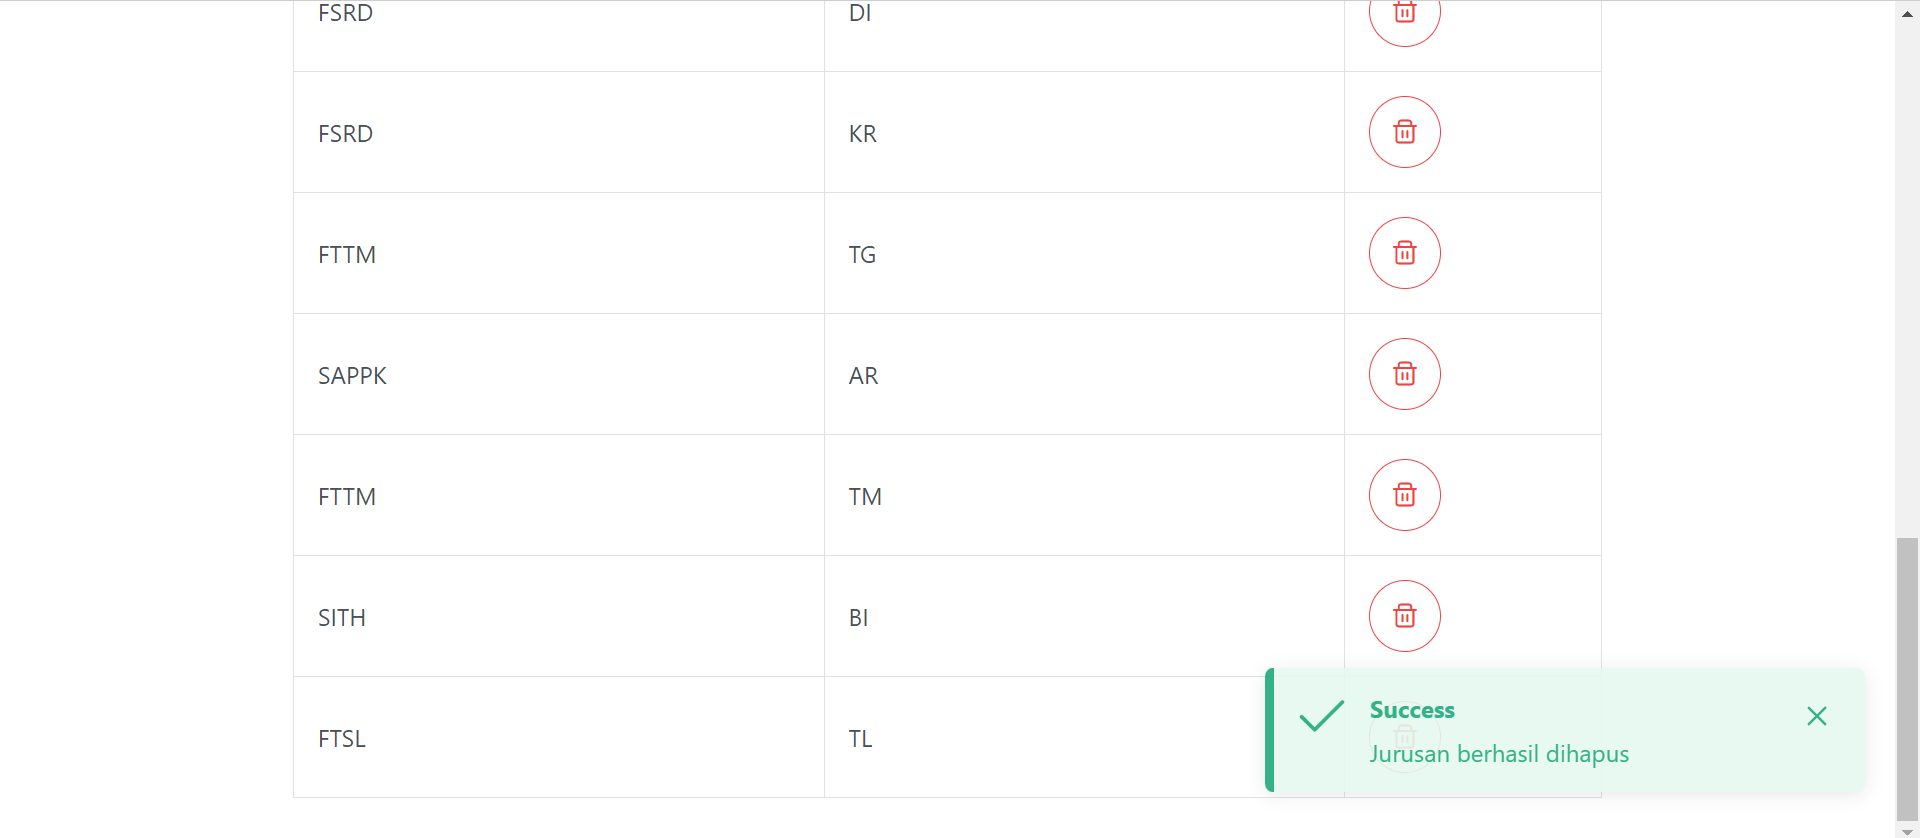 FSRD DI
FSRD KR
FTTM TG
SAPPK AR
FTTM TM
SITH BI
FTSL TL
Success
Jurusan berhasil dihapus